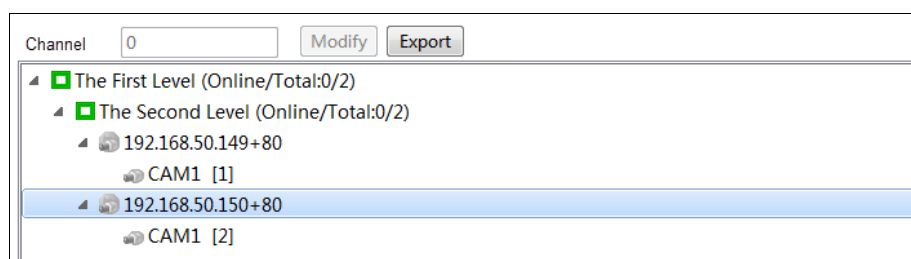 Channel 0 Modify Export
The First Level (Online/Total:0/2)
The Second Level (Online/Total:0/2)
192.168.50.149+80
CAM1 [1]
192.168.50.150+80
CAM1 [2]